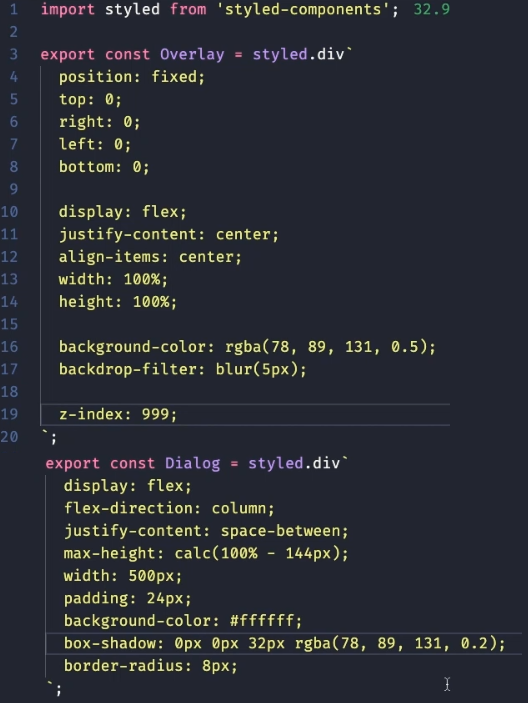 1 import styled from 'styled-components'; 32.9
2
3 export const Overlay = styled.div`
4 position: fixed;
5 top: 0;
6 right: 0;
7 left: 0;
8 bottom: 0;
9
10 display: flex;
11 justify-content: center;
12 align-items: center;
13 width: 100%;
14 height: 100%;
15
16 background-color: rgba(78, 89, 131, 0.5);
17 backdrop-filter: blur(5px);
18
19 z-index: 999;
20 `;
export const Dialog = styled.div`
display: flex;
flex-direction: column;
justify-content: space-between;
max-height: calc(100% - 144px);
width: 500px;
padding: 24px;
background-color: #ffffff;
box-shadow: 0px 0px 32px rgba(78, 89, 131, 0.2);
border-radius: 8px;
`;